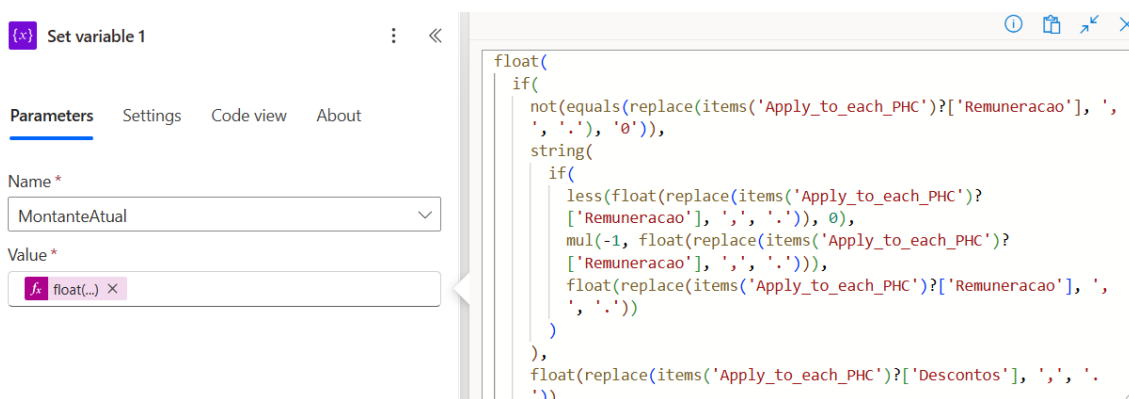 {x} Set variable 1
Parameters Settings Code view About
Name *
MontanteAtual
Value *
fx float(...) ×
float(
if(
not(equals(replace(items('Apply_to_each_PHC')?['Remuneracao'], ',
', '.'), '0')),
string(
if(
less(float(replace(items('Apply_to_each_PHC')?
['Remuneracao'], ',', '.')), 0),
mul(-1, float(replace(items('Apply_to_each_PHC')?
['Remuneracao'], ',', '.'))),
float(replace(items('Apply_to_each_PHC')?['Remuneracao'], ',
', '.'))
)
),
float(replace(items('Apply_to_each_PHC')?['Descontos'], ',', '.
'))